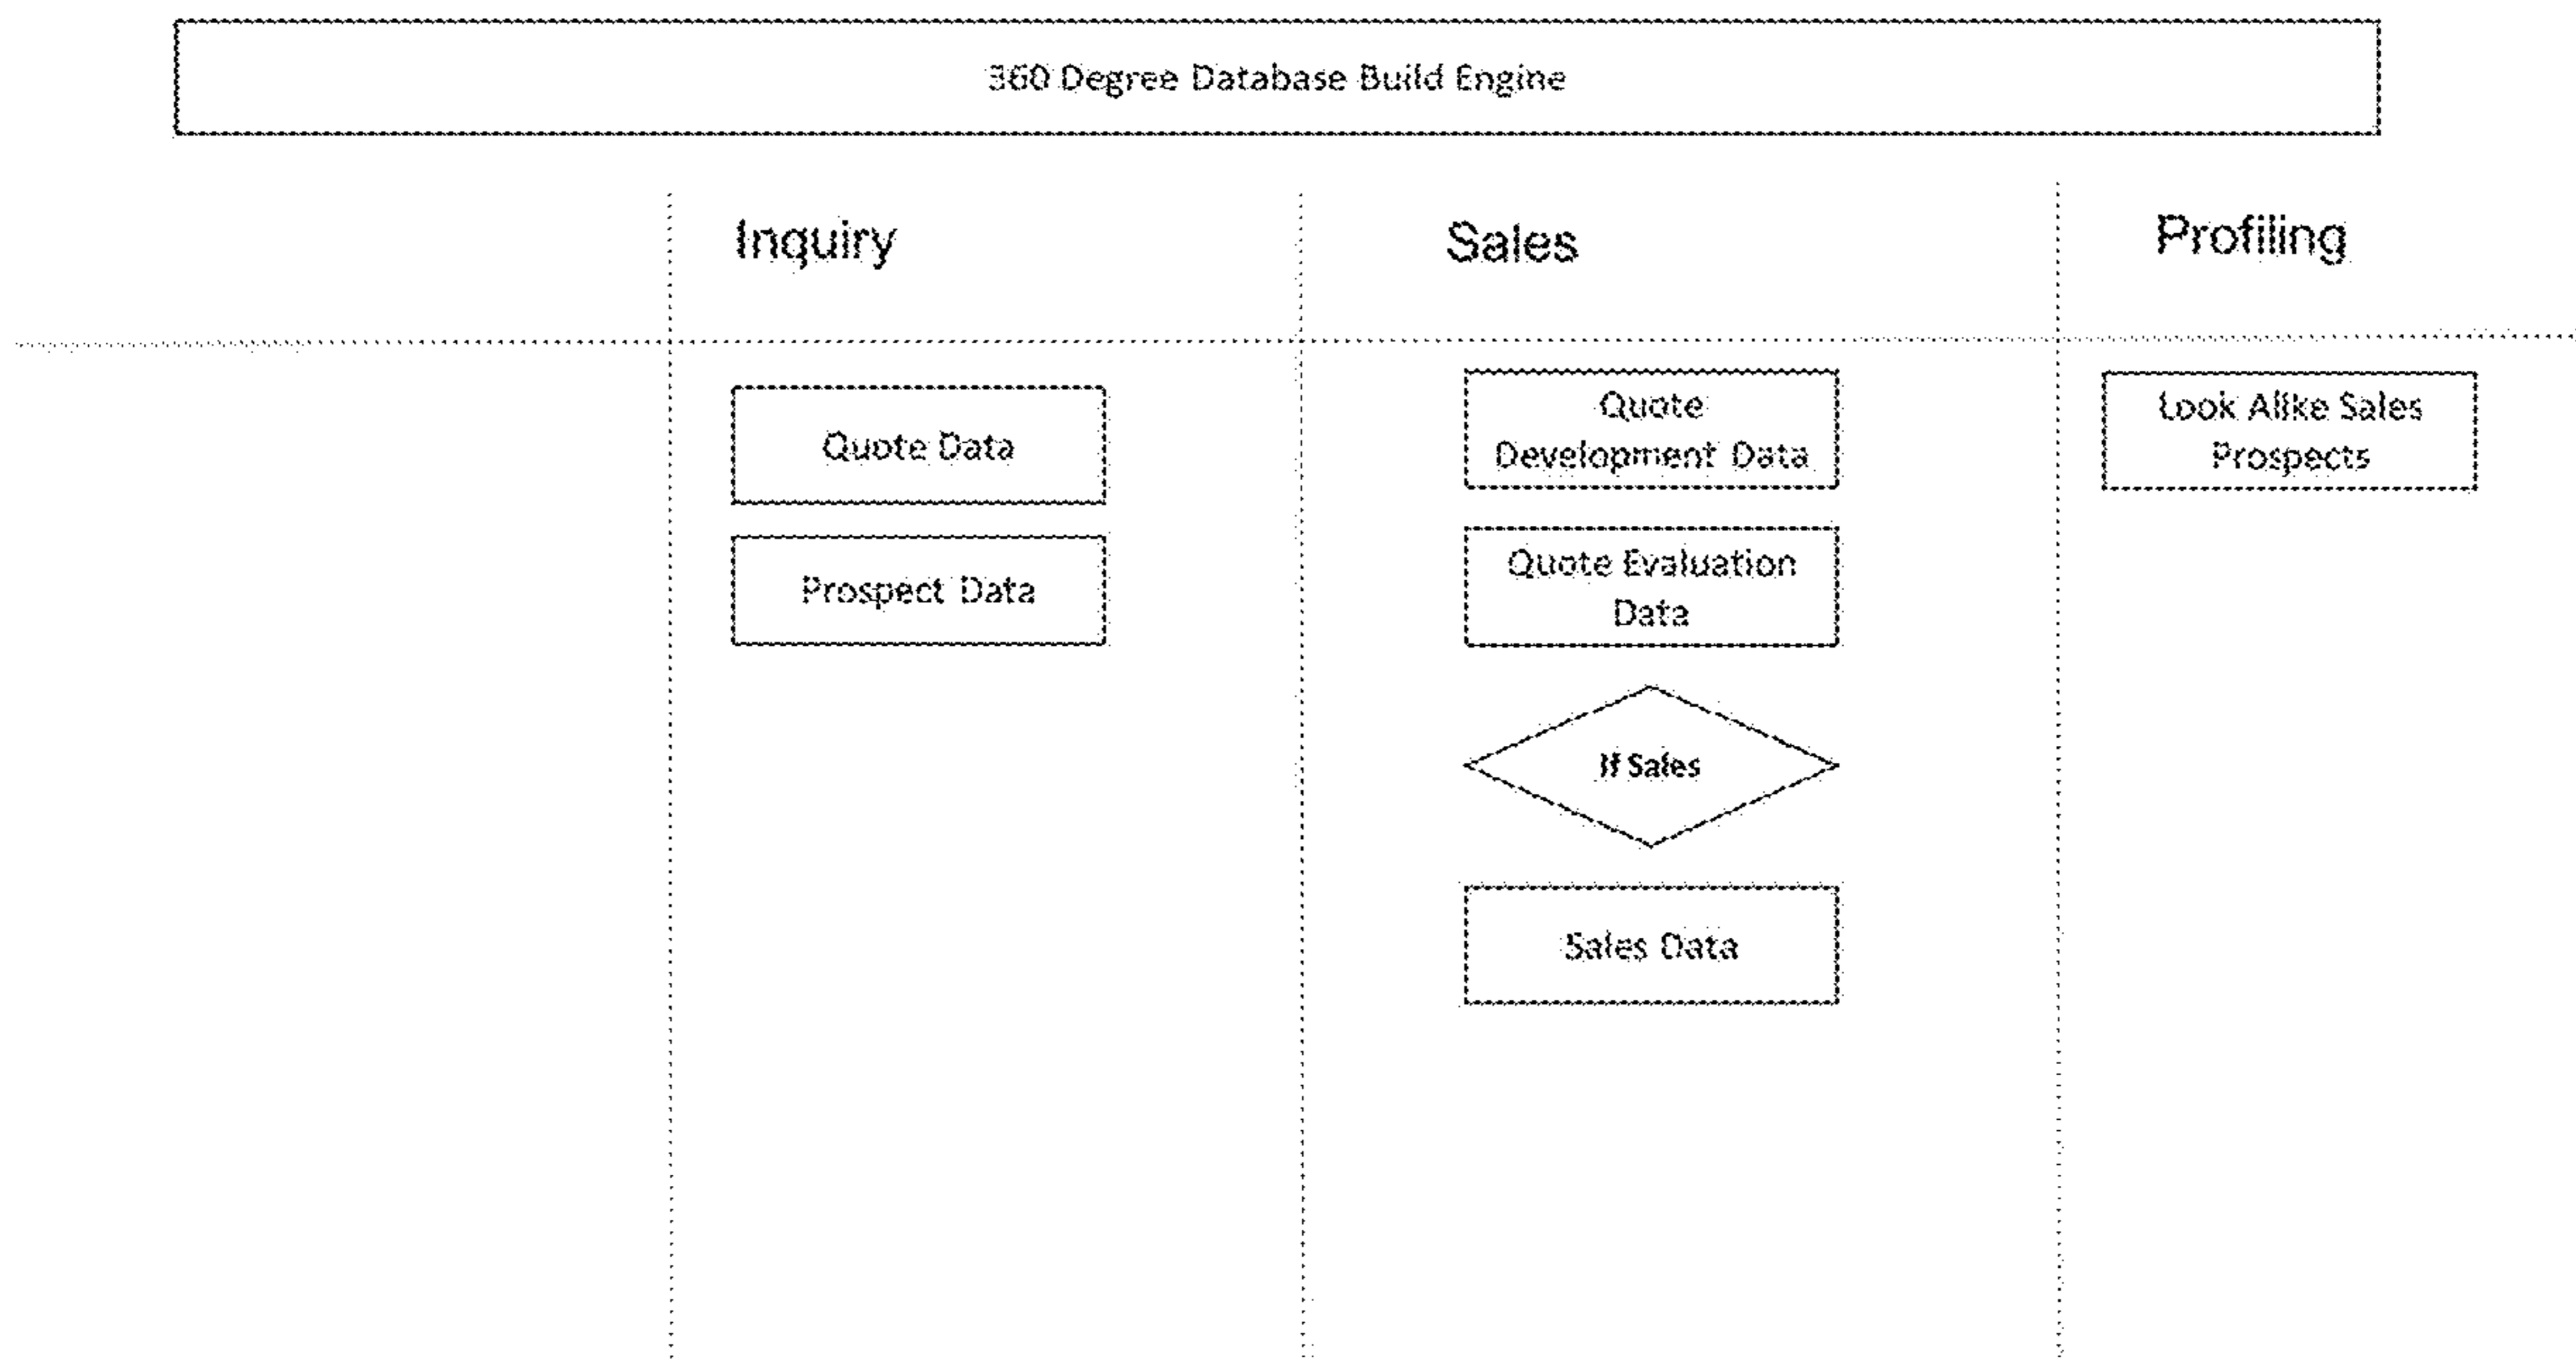 360 Degree Database Build Engine
Inquiry
Sales
Profiling
Quote Data
Prospect Data
Quote
Development Data
Quote Evaluation
Data
If Sales
Sales Data
Look Alike Sales
Prospects